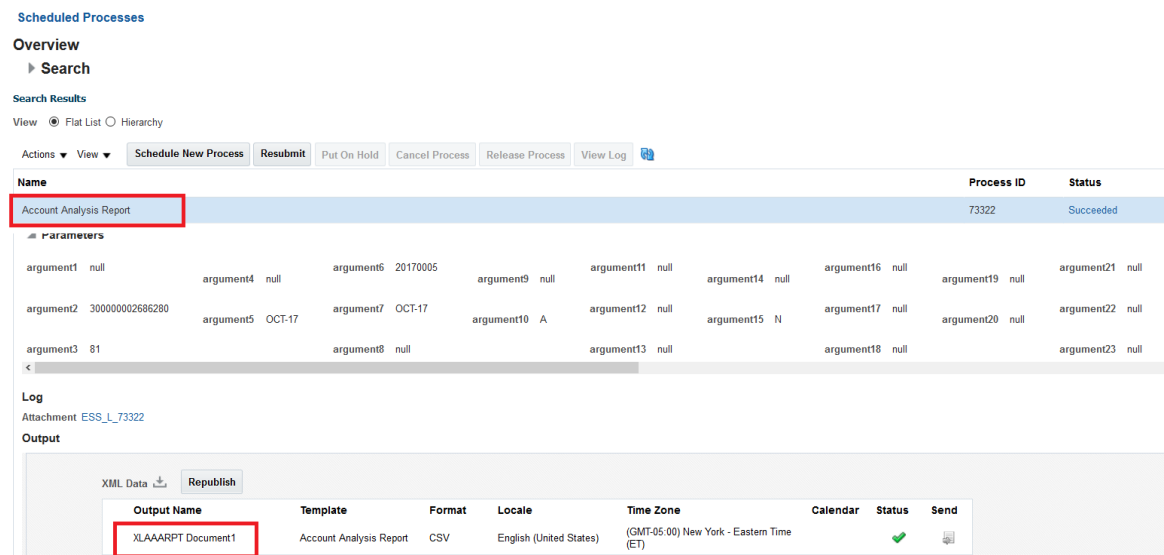 Scheduled Processes
Overview
Search
Search Results
View Flat List Hierarchy
Actions View Schedule New Process Resubmit Put On Hold Cancel Process Release Process View Log
Name Process ID Status
Account Analysis Report 73322 Succeeded
Parameters
argument1 null argument4 null argument6 20170005 argument9 null argument11 null argument14 null argument16 null argument19 null argument21 null
argument2 300000002686280 argument5 OCT-17 argument7 OCT-17 argument10 A argument12 null argument15 N argument17 null argument20 null argument22 null
argument3 81 argument8 null argument13 null argument18 null argument23 null
Log
Attachment ESS_L_73322
Output
XML Data Republish
Output Name Template Format Locale Time Zone Calendar Status Send
XLAAARPT Document1 Account Analysis Report CSV English (United States) (GMT-05:00) New York - Eastern Time
(ET)